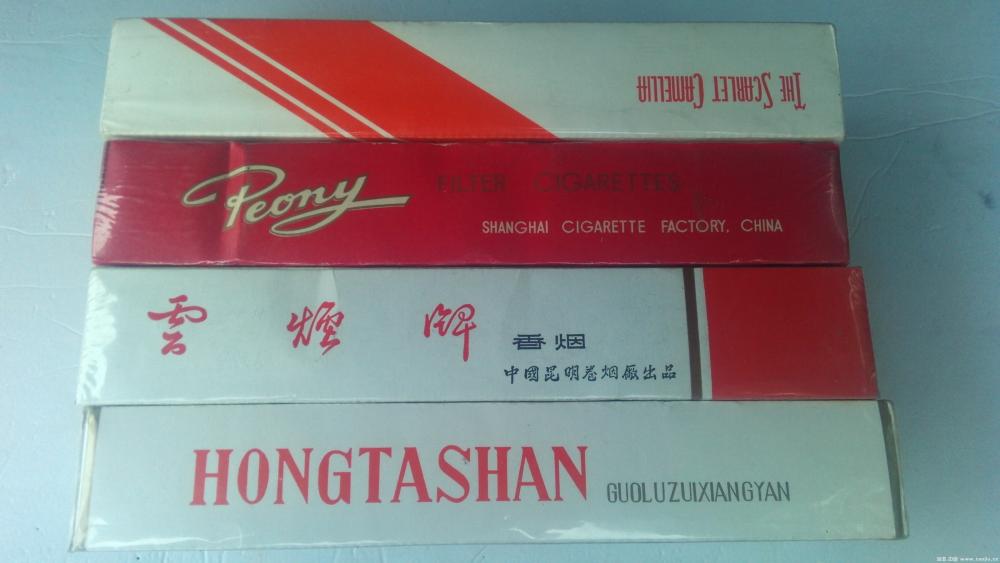 THE SCARLET CAMELLIA
Peony
FILTER CIGARETTES
SHANGHAI CIGARETTE FACTORY, CHINA
雲煙牌
香烟
中國昆明卷烟廠出品
HONGTASHAN
GUOLUZUIXIANGYAN